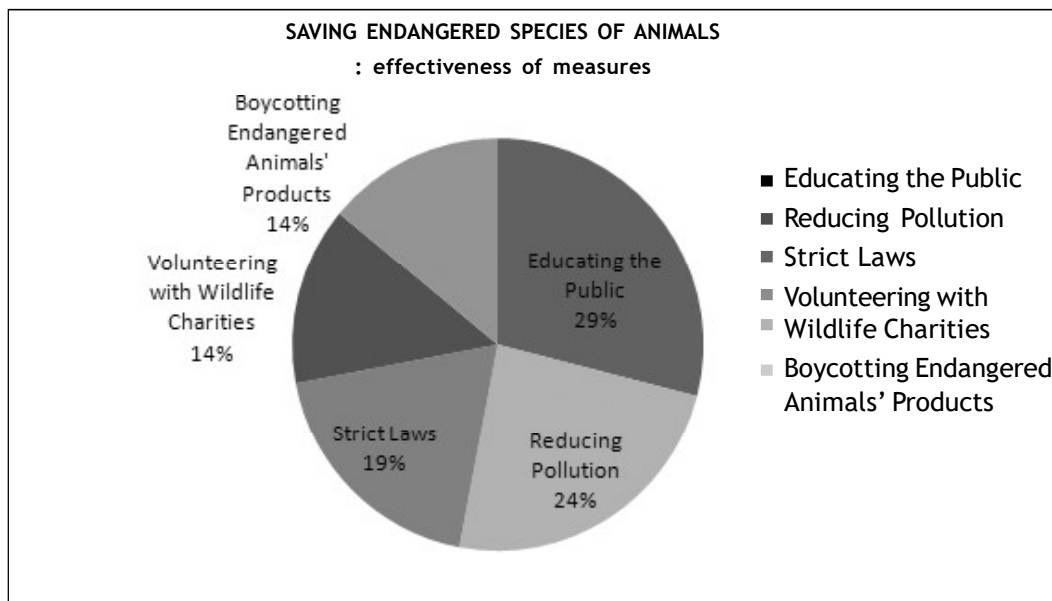 SAVING ENDANGERED SPECIES OF ANIMALS
: effectiveness of measures
Boycotting
Endangered
Animals'
Products
14%
Educating the
Public
29%
Volunteering
with Wildlife
Charities
14%
Strict Laws
19%
Reducing
Pollution
24%
Educating the Public
Reducing Pollution
Strict Laws
Volunteering with
Wildlife Charities
Boycotting Endangered
Animals’ Products